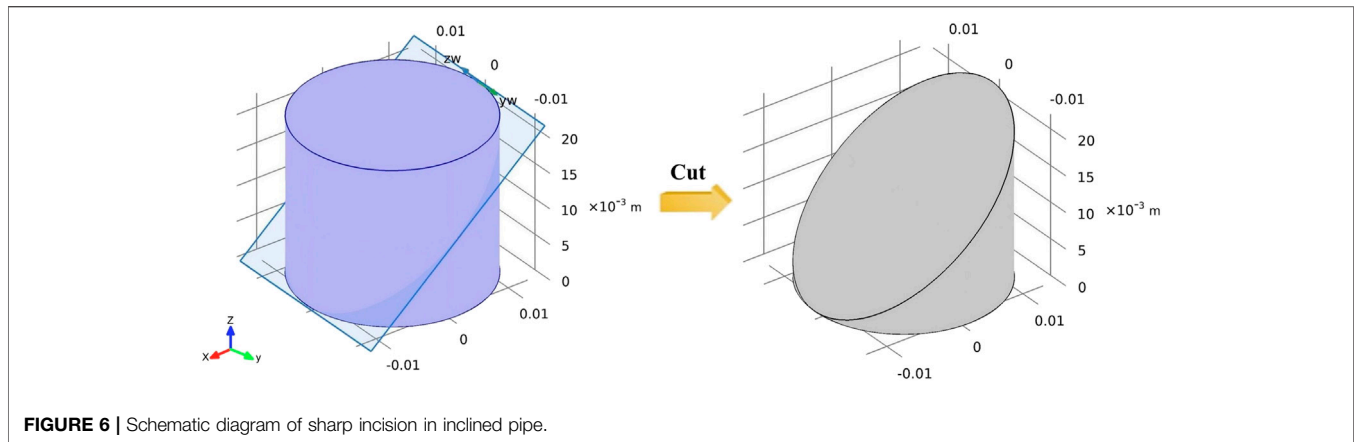 0.01
zw
0
yw
-0.01
20
15
10 ×10⁻³ m
5
0
0.01
0
-0.01
z
x
y
Cut
0.01
0
-0.01
20
15
10 ×10⁻³ m
5
0
0.01
0
-0.01
FIGURE 6 | Schematic diagram of sharp incision in inclined pipe.